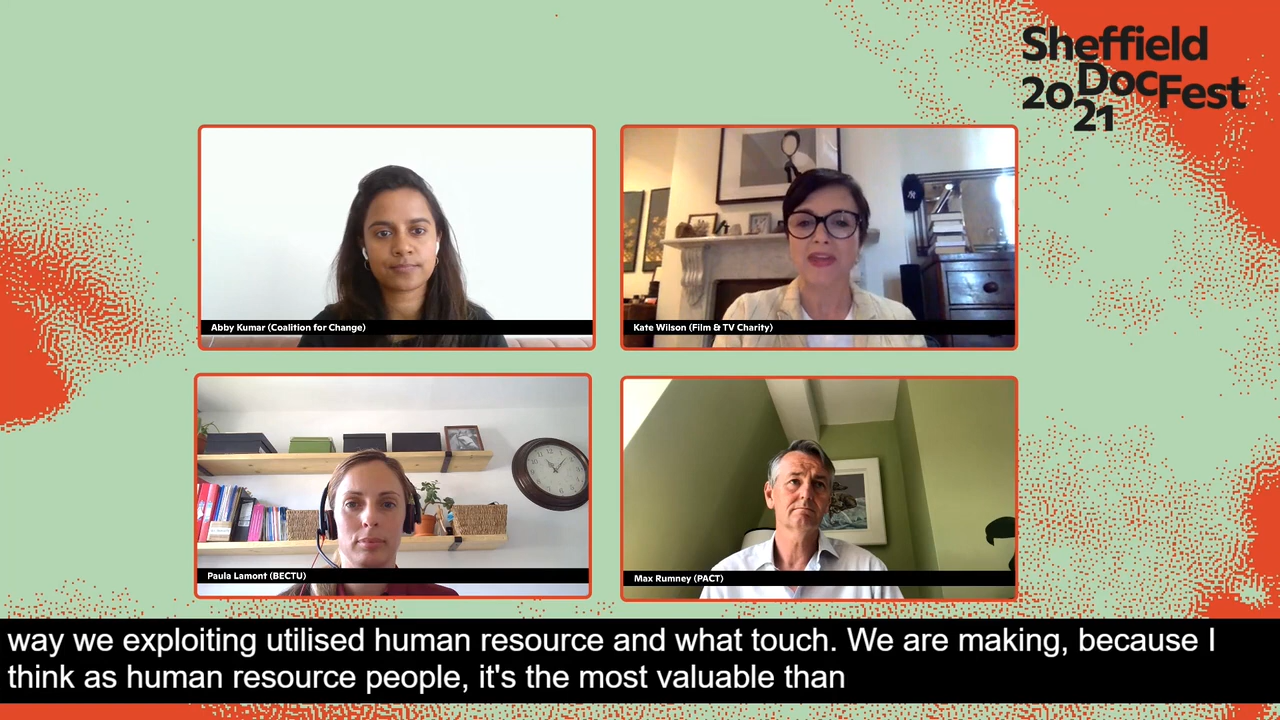 Sheffield
DocFest
2021
Abby Kumar (Coalition for Change)
Kate Wilson (Film & TV Charity)
Paula Lamont (BECTU)
Max Rumney (PACT)
way we exploiting utilised human resource and what touch. We are making, because I
think as human resource people, it's the most valuable than